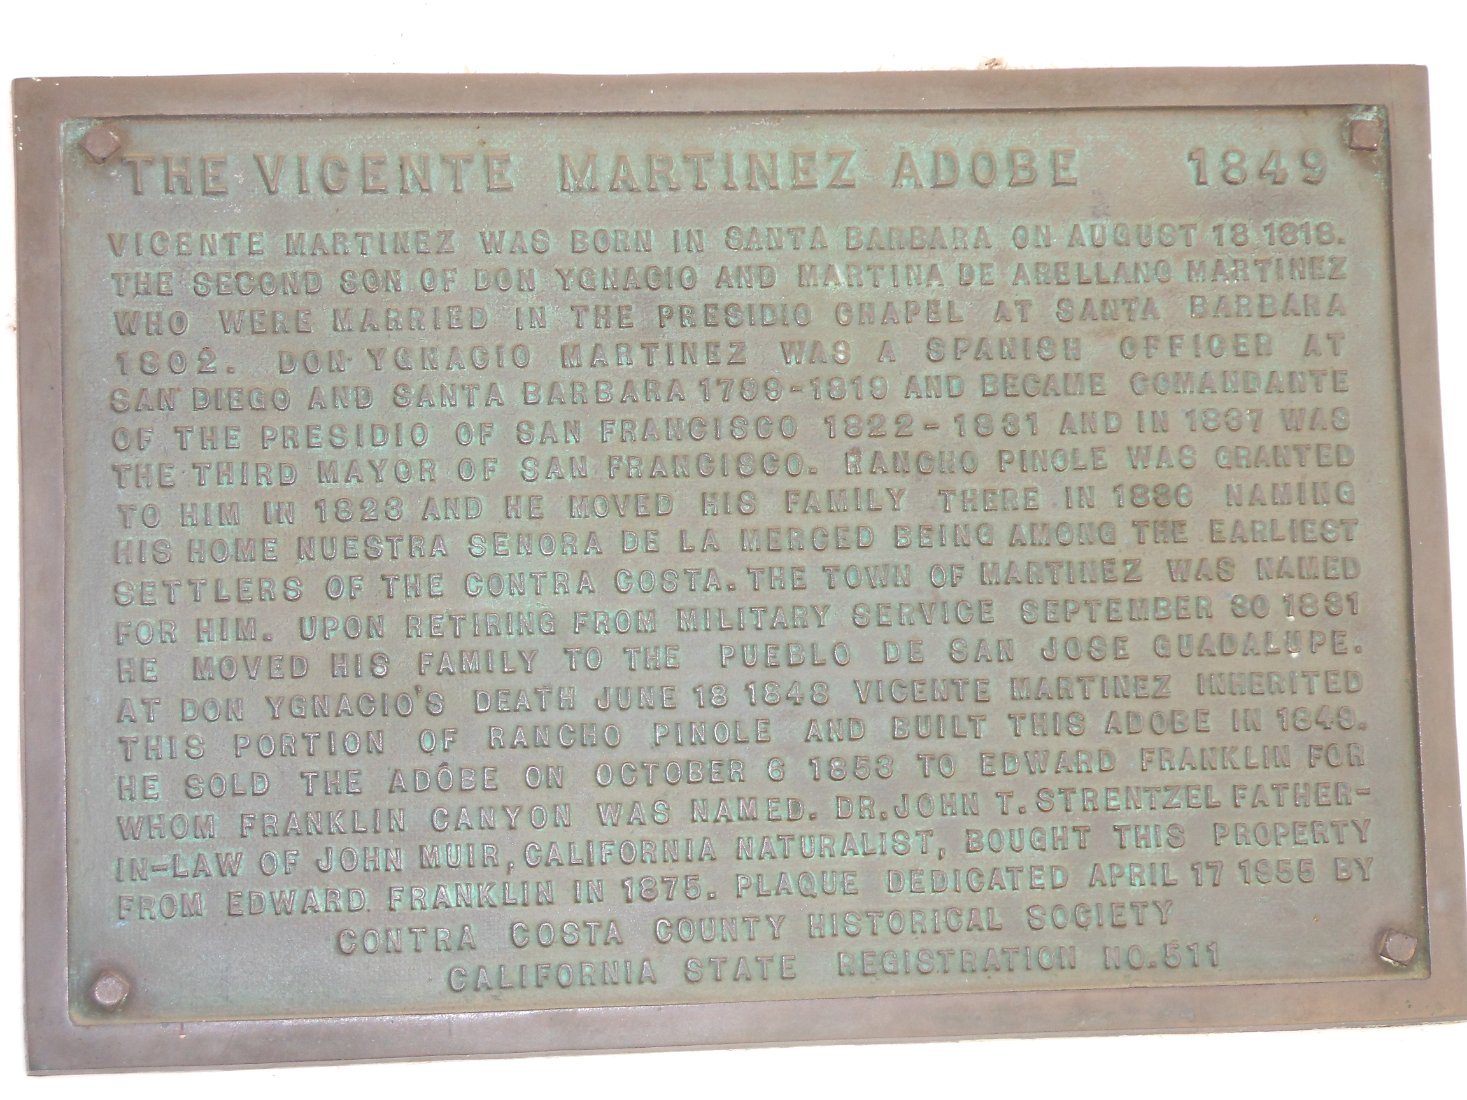 THE VICENTE MARTINEZ ADOBE 1849
VICENTE MARTINEZ WAS BORN IN SANTA BARBARA ON AUGUST 18 1818.
THE SECOND SON OF DON YGNACIO AND MARTINA DE ARELLANO MARTINEZ
WHO WERE MARRIED IN THE PRESIDIO CHAPEL AT SANTA BARBARA
1802. DON YGNACIO MARTINEZ WAS A SPANISH OFFICER AT
SAN DIEGO AND SANTA BARBARA 1799-1819 AND BECAME COMANDANTE
OF THE PRESIDIO OF SAN FRANCISCO 1822-1831 AND IN 1837 WAS
THE THIRD MAYOR OF SAN FRANCISCO. RANCHO PINOLE WAS GRANTED
TO HIM IN 1823 AND HE MOVED HIS FAMILY THERE IN 1836 NAMING
HIS HOME NUESTRA SENORA DE LA MERCED BEING AMONG THE EARLIEST
SETTLERS OF THE CONTRA COSTA. THE TOWN OF MARTINEZ WAS NAMED
FOR HIM. UPON RETIRING FROM MILITARY SERVICE SEPTEMBER 30 1831
HE MOVED HIS FAMILY TO THE PUEBLO DE SAN JOSE GUADALUPE.
AT DON YGNACIO'S DEATH JUNE 18 1848 VICENTE MARTINEZ INHERITED
THIS PORTION OF RANCHO PINOLE AND BUILT THIS ADOBE IN 1849.
HE SOLD THE ADOBE ON OCTOBER 6 1853 TO EDWARD FRANKLIN FOR
WHOM FRANKLIN CANYON WAS NAMED. DR. JOHN T. STRENTZEL FATHER-
IN-LAW OF JOHN MUIR, CALIFORNIA NATURALIST, BOUGHT THIS PROPERTY
FROM EDWARD FRANKLIN IN 1875. PLAQUE DEDICATED APRIL 17 1955 BY
CONTRA COSTA COUNTY HISTORICAL SOCIETY
CALIFORNIA STATE REGISTRATION NO. 511